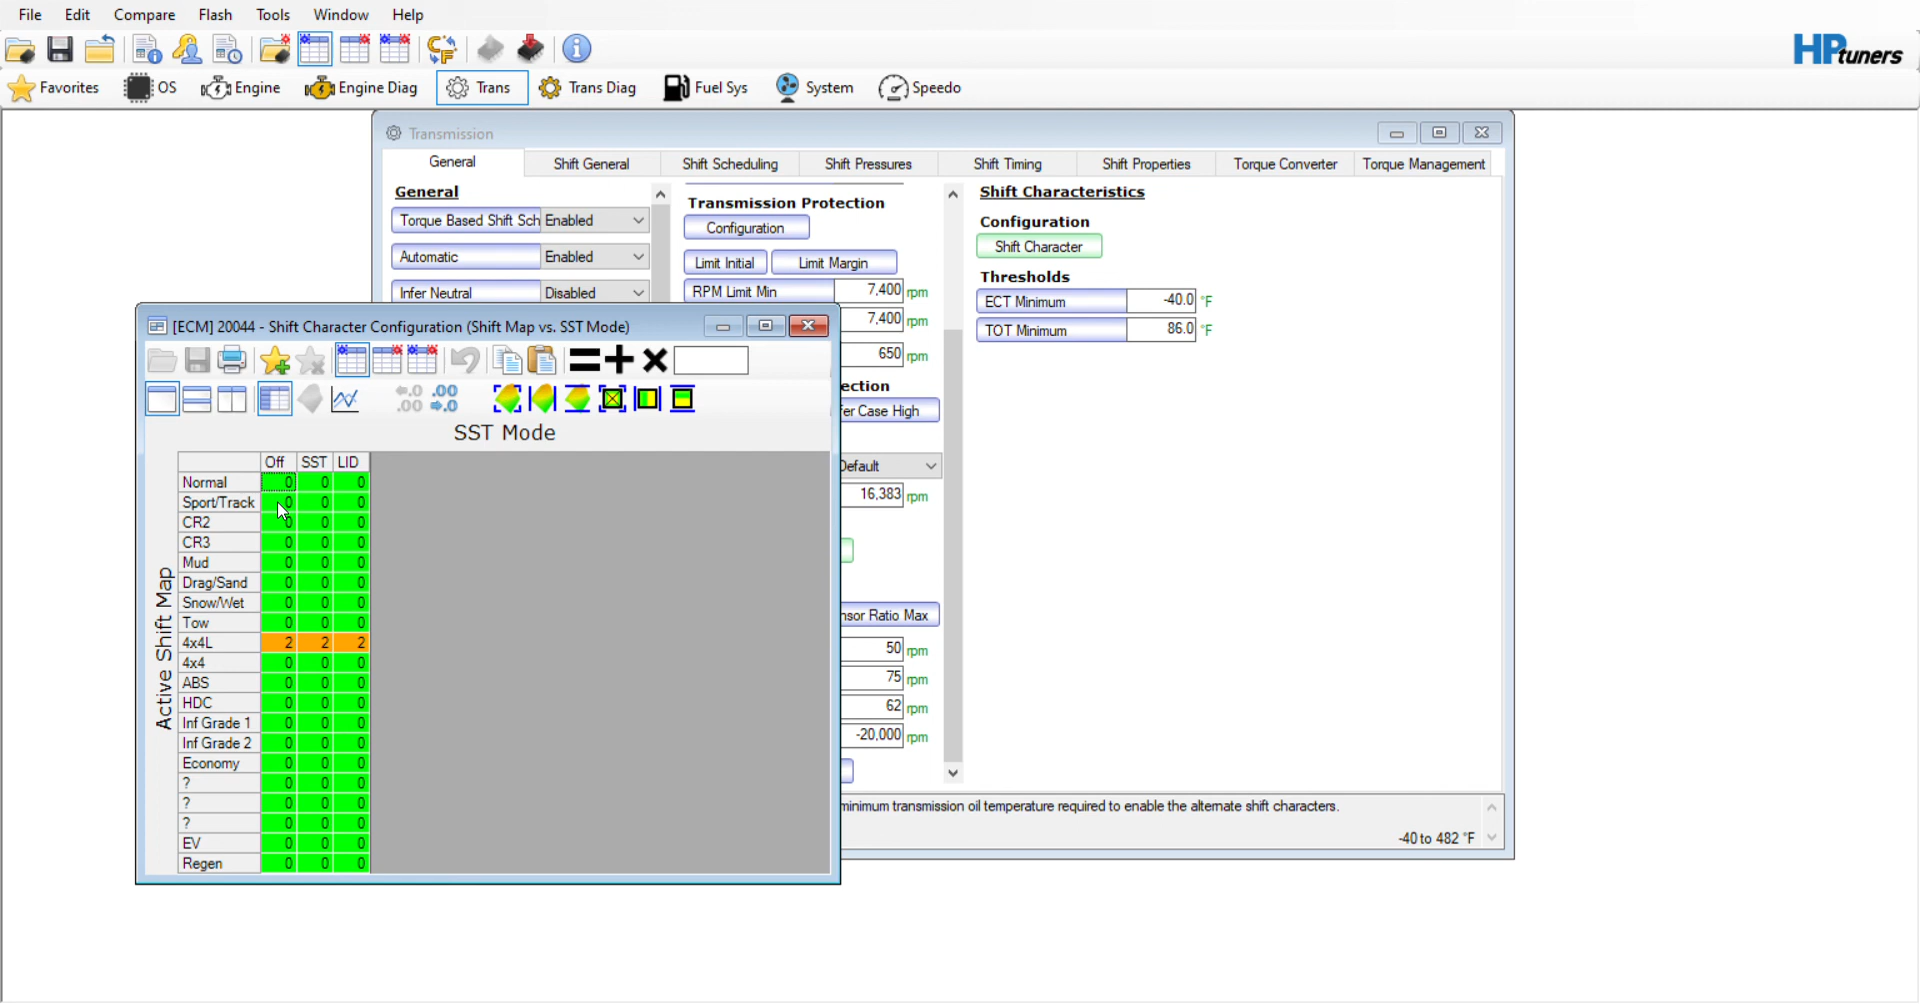 File Edit Compare Flash Tools Window Help
HPtuners
Favorites OS Engine Engine Diag Trans Trans Diag Fuel Sys System Speedo
Transmission
General Shift General Shift Scheduling Shift Pressures Shift Timing Shift Properties Torque Converter Torque Management
General
Torque Based Shift Sch Enabled
Automatic Enabled
Infer Neutral Disabled
Transmission Protection
Configuration
Limit Initial Limit Margin
RPM Limit Min 7,400 rpm
7,400 rpm
650 rpm
ection
fer Case High
Default
16,383 rpm
nsor Ratio Max
50 rpm
75 rpm
62 rpm
-20,000 rpm
Shift Characteristics
Configuration
Shift Character
Thresholds
ECT Minimum -40.0 °F
TOT Minimum 86.0 °F
minimum transmission oil temperature required to enable the alternate shift characters.
-40 to 482 °F
[ECM] 20044 - Shift Character Configuration (Shift Map vs. SST Mode)
SST Mode
Active Shift Map
Off SST LID
Normal 0 0 0
Sport/Track 0 0 0
CR2 0 0 0
CR3 0 0 0
Mud 0 0 0
Drag/Sand 0 0 0
Snow/Wet 0 0 0
Tow 0 0 0
4x4L 2 2 2
4x4 0 0 0
ABS 0 0 0
HDC 0 0 0
Inf Grade 1 0 0 0
Inf Grade 2 0 0 0
Economy 0 0 0
? 0 0 0
? 0 0 0
? 0 0 0
EV 0 0 0
Regen 0 0 0